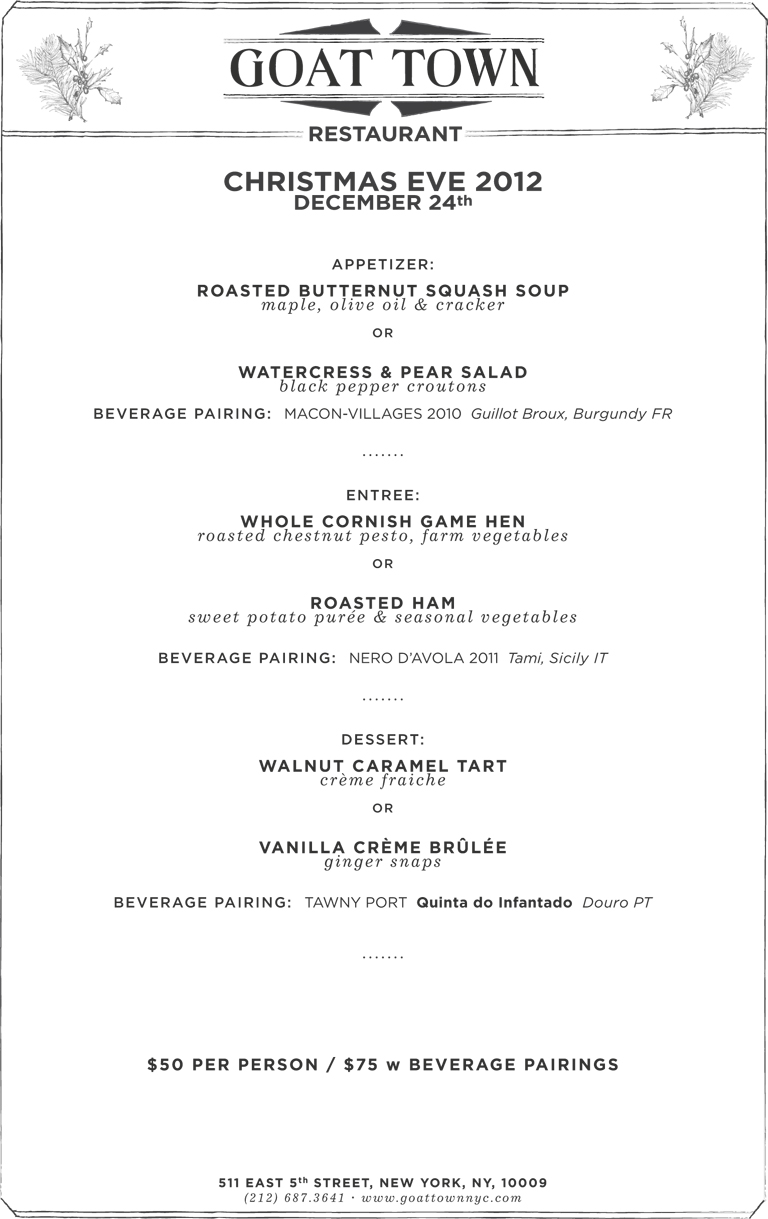 GOAT TOWN
RESTAURANT
CHRISTMAS EVE 2012
DECEMBER 24th
APPETIZER:
ROASTED BUTTERNUT SQUASH SOUP
maple, olive oil & cracker
OR
WATERCRESS & PEAR SALAD
black pepper croutons
BEVERAGE PAIRING: MACON-VILLAGES 2010 Guillot Broux, Burgundy FR
.......
ENTREE:
WHOLE CORNISH GAME HEN
roasted chestnut pesto, farm vegetables
OR
ROASTED HAM
sweet potato purée & seasonal vegetables
BEVERAGE PAIRING: NERO D'AVOLA 2011 Tami, Sicily IT
.......
DESSERT:
WALNUT CARAMEL TART
crème fraiche
OR
VANILLA CRÈME BRÛLÉE
ginger snaps
BEVERAGE PAIRING: TAWNY PORT Quinta do Infantado Douro PT
.......
$50 PER PERSON / $75 w BEVERAGE PAIRINGS
511 EAST 5th STREET, NEW YORK, NY, 10009
(212) 687.3641 · www.goattownnyc.com